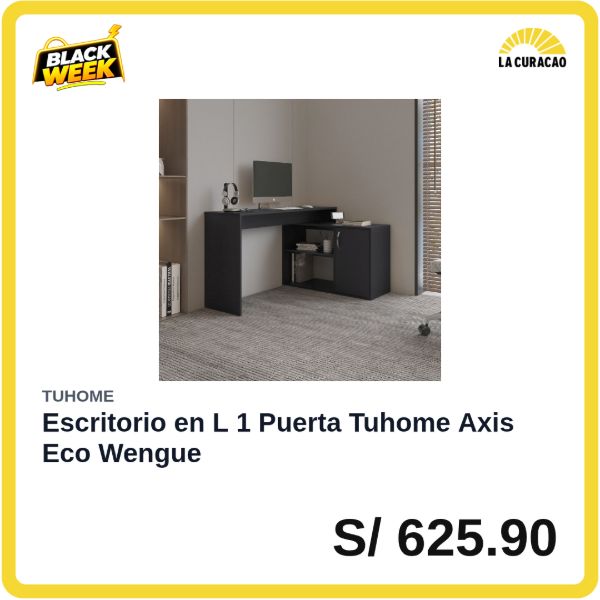 BLACK
WEEK
LA CURACAO
TUHOME
Escritorio en L 1 Puerta Tuhome Axis
Eco Wengue
S/ 625.90